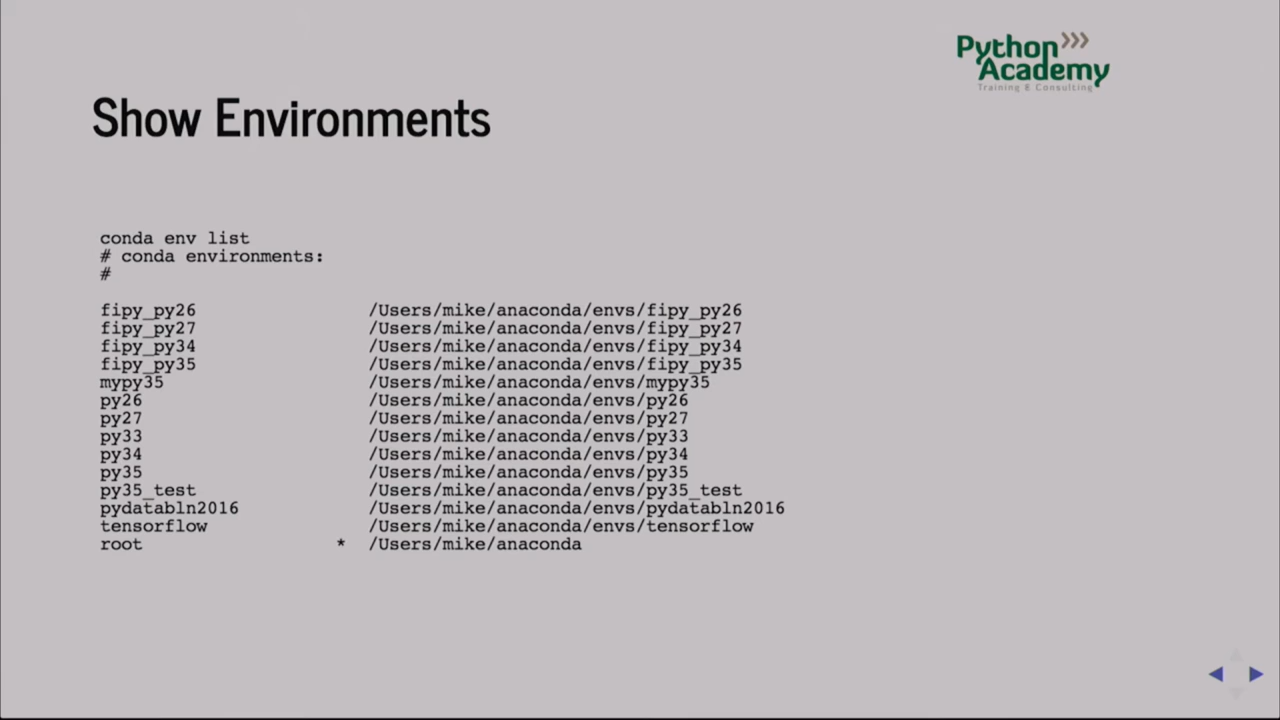 Python
Academy
Training & Consulting
Show Environments
conda env list
# conda environments:
#
fipy_py26 /Users/mike/anaconda/envs/fipy_py26
fipy_py27 /Users/mike/anaconda/envs/fipy_py27
fipy_py34 /Users/mike/anaconda/envs/fipy_py34
fipy_py35 /Users/mike/anaconda/envs/fipy_py35
mypy35 /Users/mike/anaconda/envs/mypy35
py26 /Users/mike/anaconda/envs/py26
py27 /Users/mike/anaconda/envs/py27
py33 /Users/mike/anaconda/envs/py33
py34 /Users/mike/anaconda/envs/py34
py35 /Users/mike/anaconda/envs/py35
py35_test /Users/mike/anaconda/envs/py35_test
pydatabln2016 /Users/mike/anaconda/envs/pydatabln2016
tensorflow /Users/mike/anaconda/envs/tensorflow
root * /Users/mike/anaconda